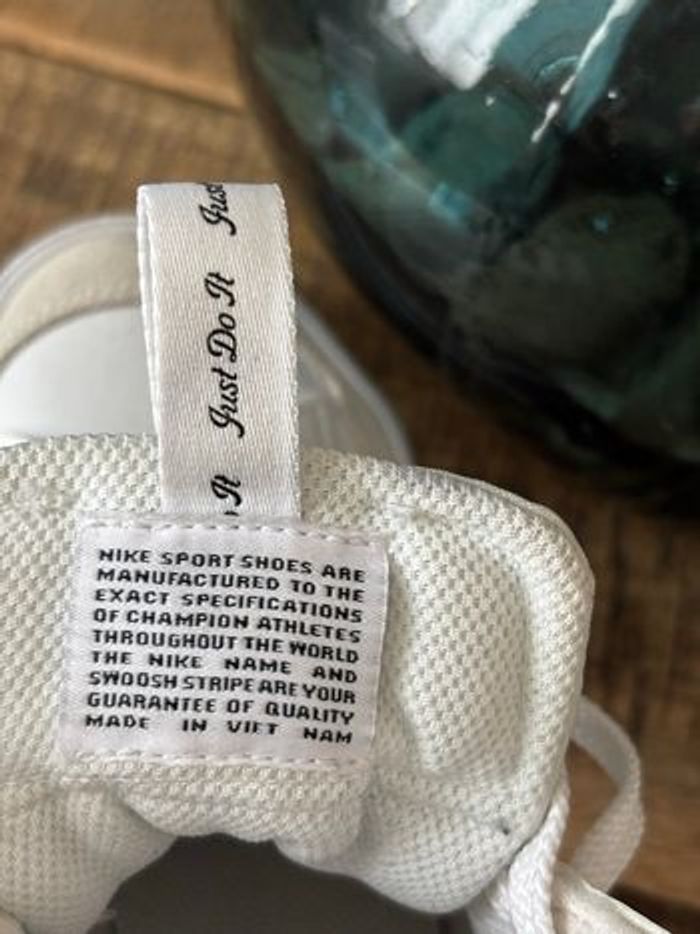 Just
Just Do It
It
NIKE SPORT SHOES ARE
MANUFACTURED TO THE
EXACT SPECIFICATIONS
OF CHAMPION ATHLETES
THROUGHOUT THE WORLD
THE NIKE NAME AND
SWOOSH STRIPE ARE YOUR
GUARANTEE OF QUALITY
MADE IN VIET NAM